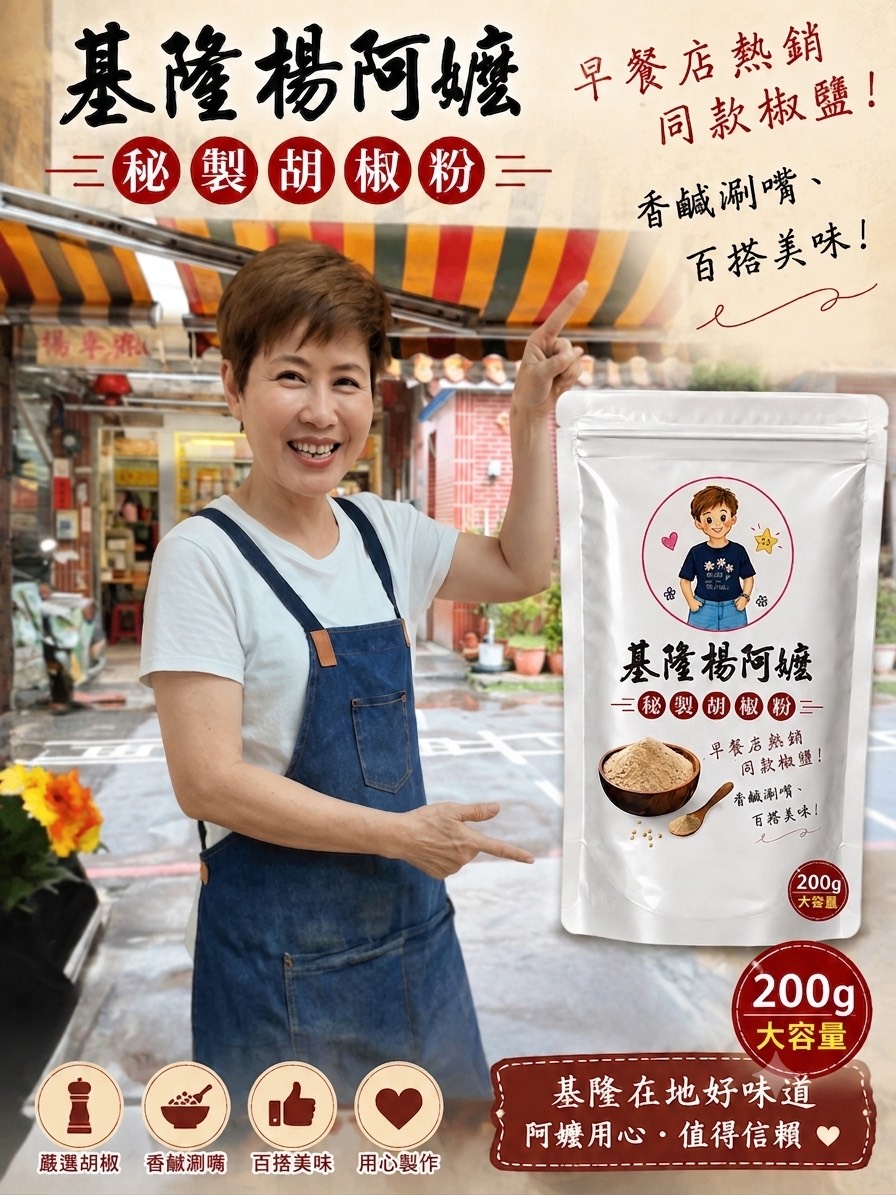 基隆楊阿嬤
秘製胡椒粉
早餐店熱銷
同款椒鹽!
香鹹涮嘴、
百搭美味!
基隆楊阿嬤
秘製胡椒粉
早餐店熱銷
同款椒鹽!
香鹹涮嘴、
百搭美味!
200g
大容量
200g
大容量
嚴選胡椒
香鹹涮嘴
百搭美味
用心製作
基隆在地好味道
阿嬤用心·值得信賴